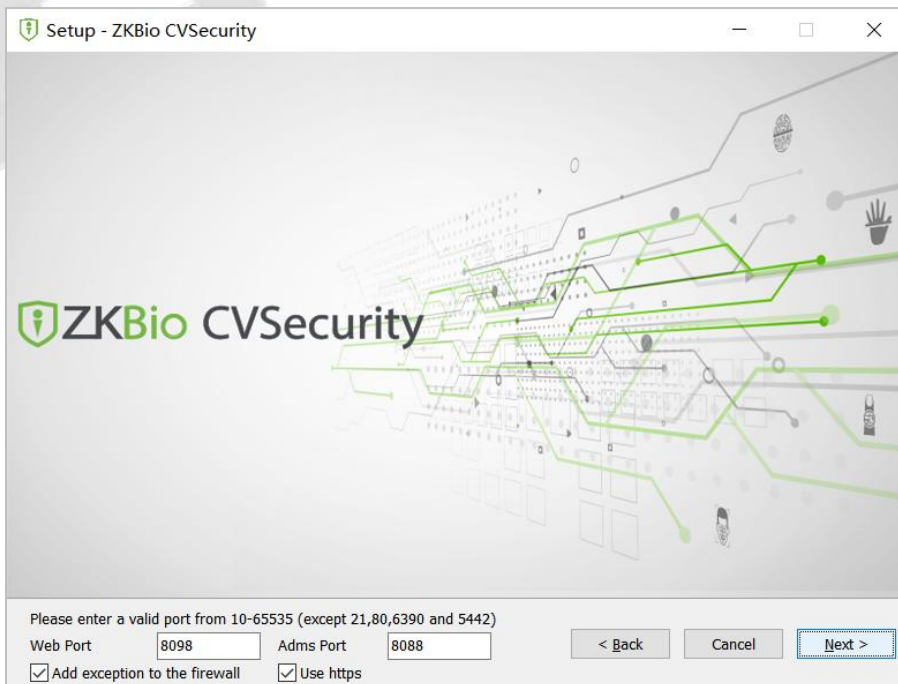 Setup - ZKBio CVSecurity
ZKBio CVSecurity
Please enter a valid port from 10-65535 (except 21,80,6390 and 5442)
Web Port 8098 Adms Port 8088 < Back Cancel Next >
Add exception to the firewall Use https